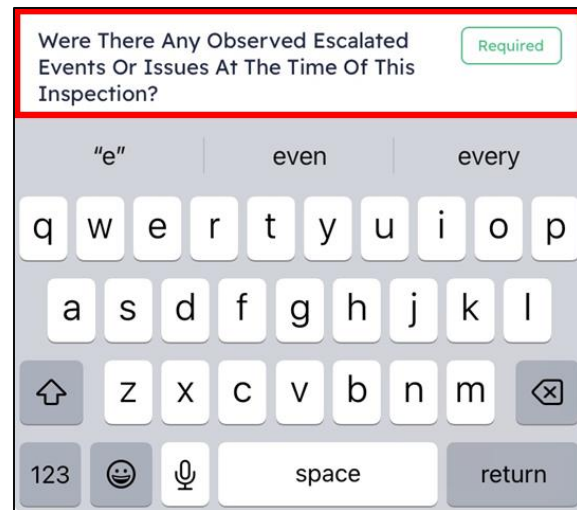 Were There Any Observed Escalated
Required
Events Or Issues At The Time Of This
Inspection?
“e” even every
q w e r t y u i o p
a s d f g h j k l
z x c v b n m
123 space return